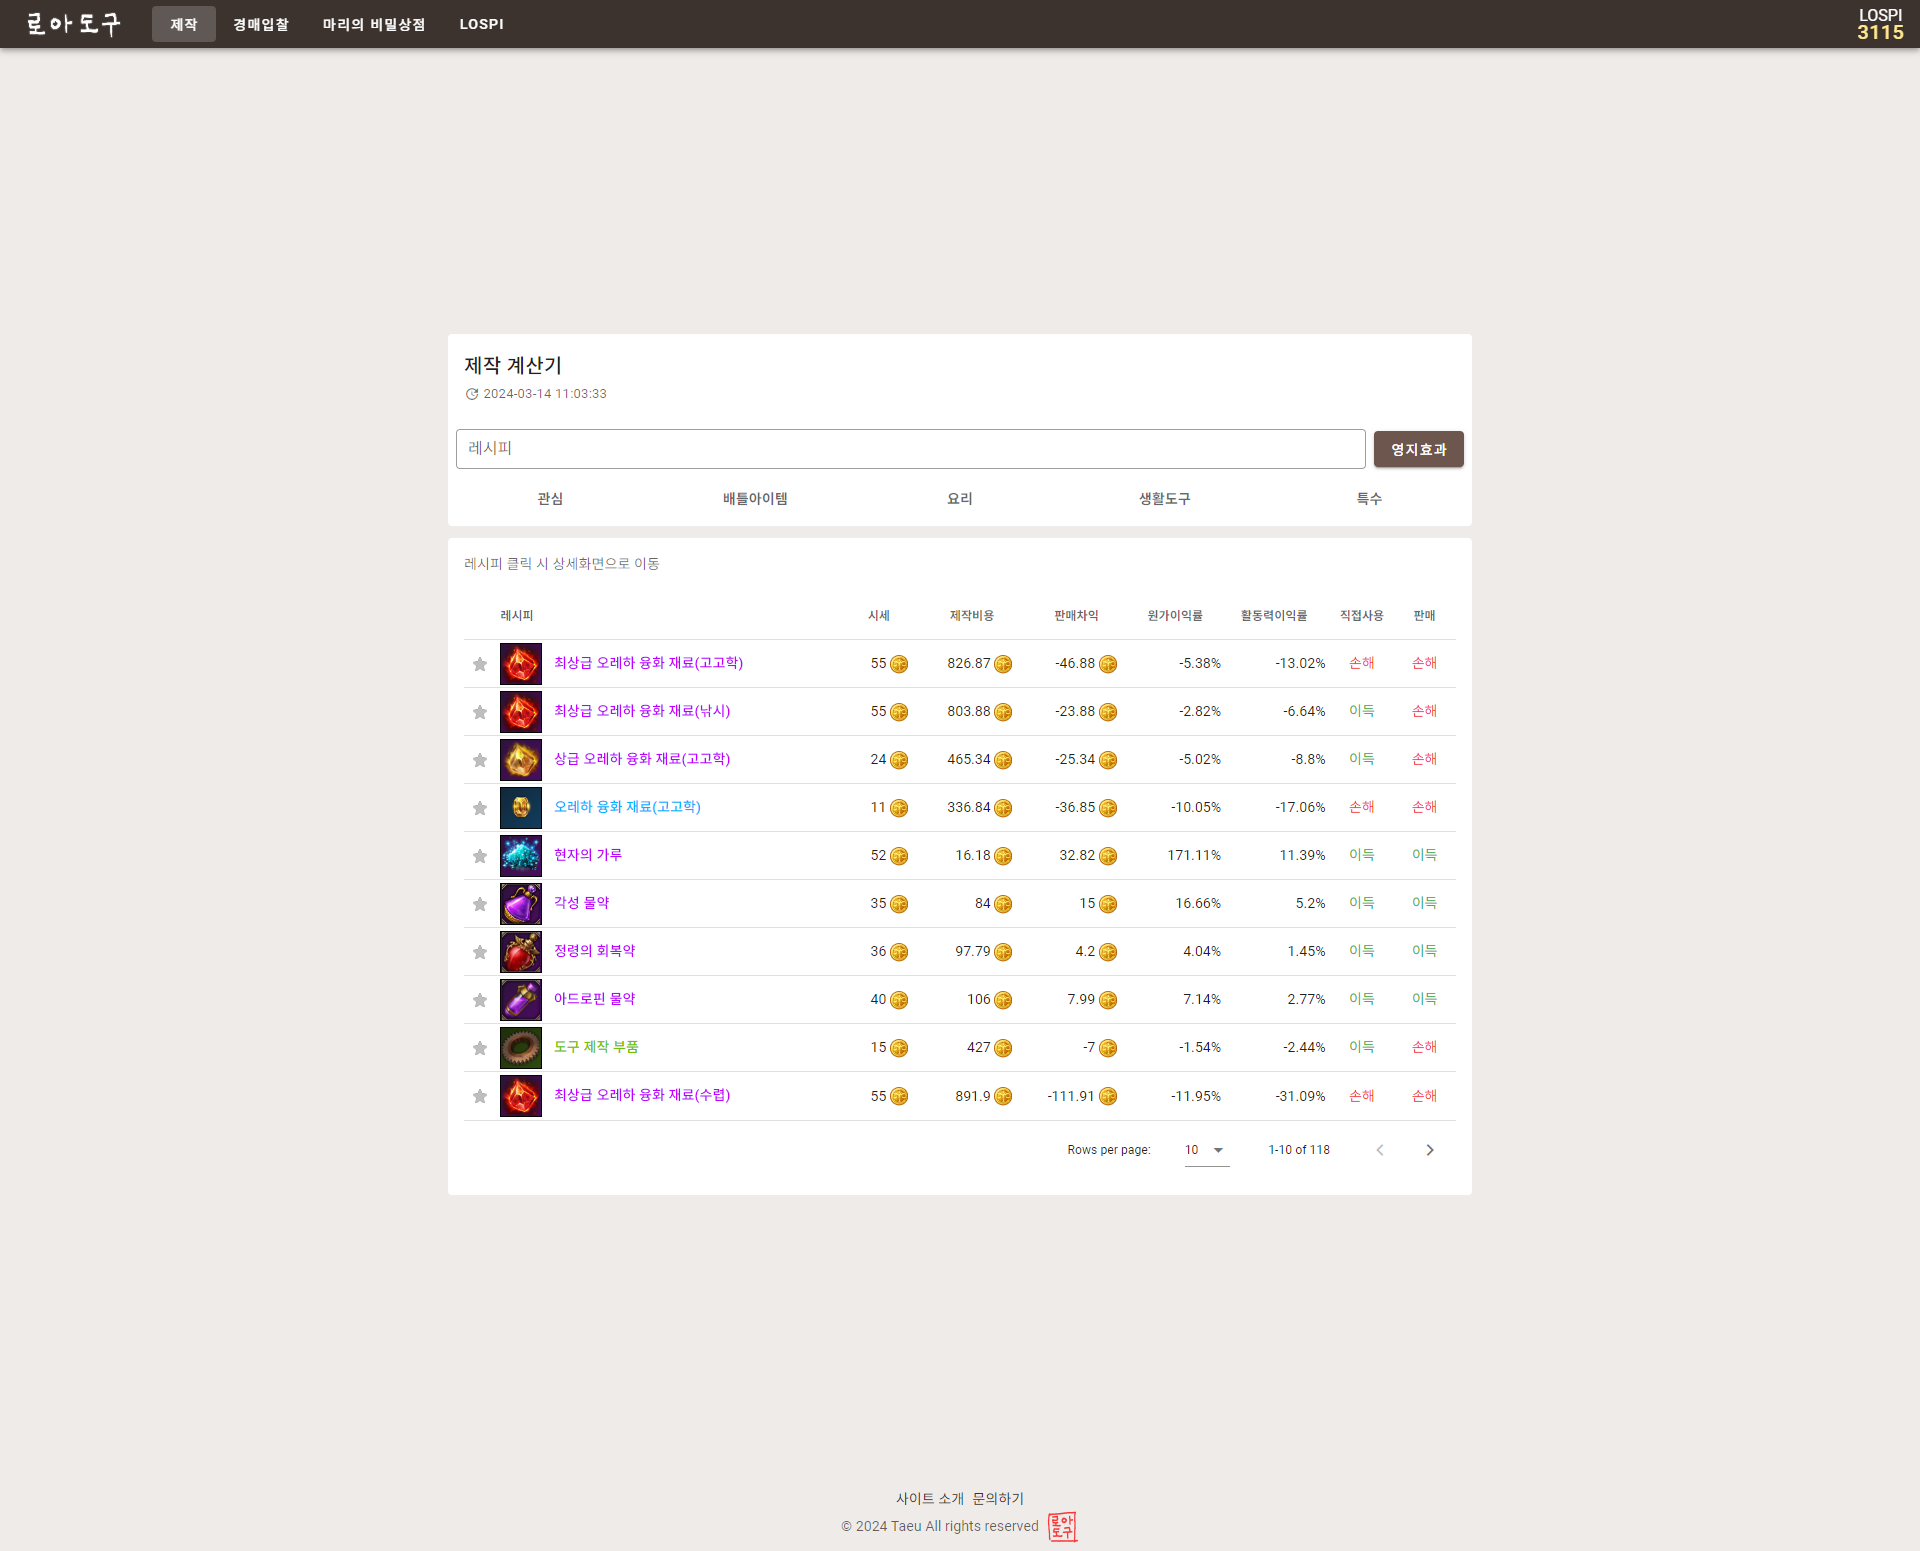 로아도구 제작 경매입찰 마리의 비밀상점 LOSPI LOSPI
3115
제작 계산기
2024-03-14 11:03:33
레시피 영지효과
관심 배틀아이템 요리 생활도구 특수
레시피 클릭 시 상세화면으로 이동
레시피 시세 제작비용 판매차익 원가이익률 활동력이익률 직접사용 판매
최상급 오레하 융화 재료(고고학) 55 826.87 -46.88 -5.38% -13.02% 손해 손해
최상급 오레하 융화 재료(낚시) 55 803.88 -23.88 -2.82% -6.64% 이득 손해
상급 오레하 융화 재료(고고학) 24 465.34 -25.34 -5.02% -8.8% 이득 손해
오레하 융화 재료(고고학) 11 336.84 -36.85 -10.05% -17.06% 손해 손해
현자의 가루 52 16.18 32.82 171.11% 11.39% 이득 이득
각성 물약 35 84 15 16.66% 5.2% 이득 이득
정령의 회복약 36 97.79 4.2 4.04% 1.45% 이득 이득
아드로핀 물약 40 106 7.99 7.14% 2.77% 이득 이득
도구 제작 부품 15 427 -7 -1.54% -2.44% 이득 손해
최상급 오레하 융화 재료(수렵) 55 891.9 -111.91 -11.95% -31.09% 손해 손해
Rows per page: 10 1-10 of 118
사이트 소개 문의하기
© 2024 Taeu All rights reserved 로아
도구